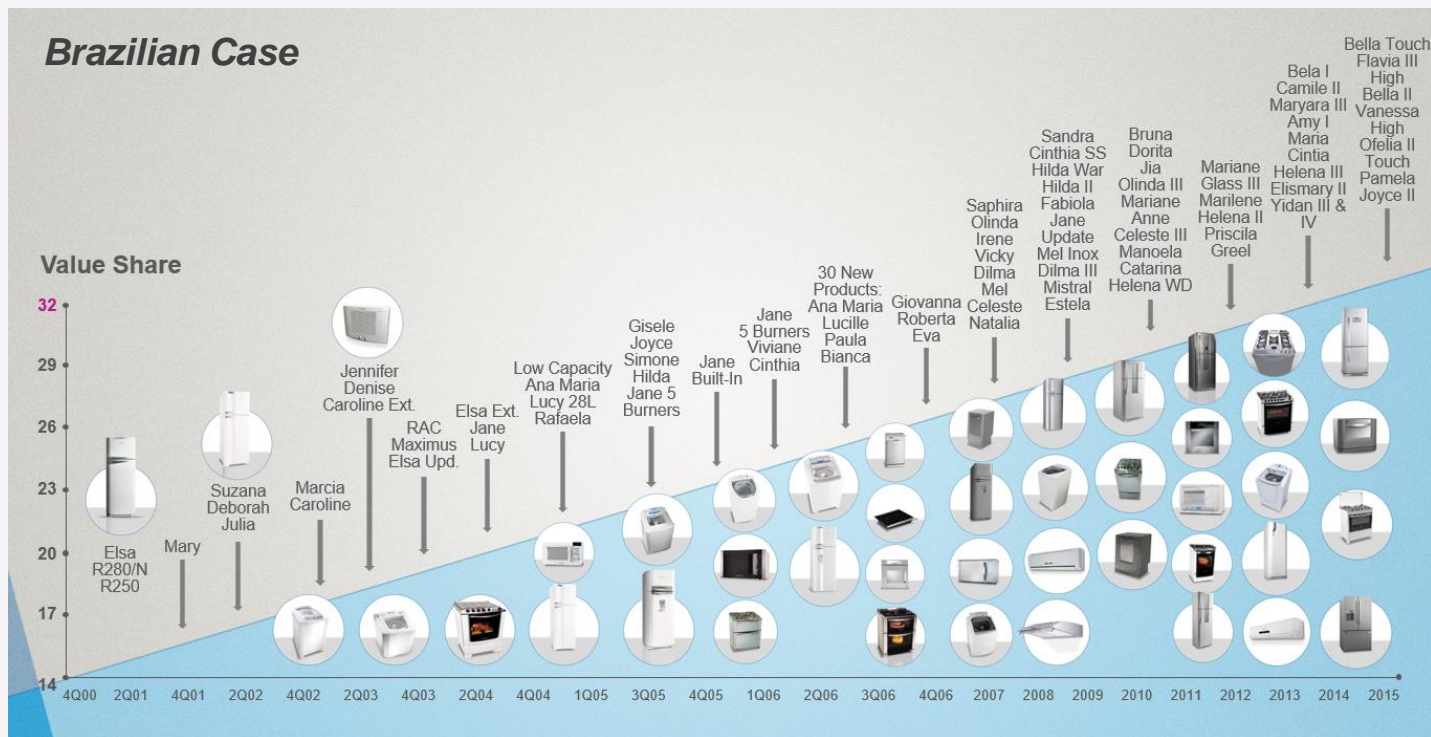 Brazilian Case
Value Share
32
29
26
23
20
17
14
Elsa
R280/N
R250
Mary
Suzana
Deborah
Julia
Marcia
Caroline
Jennifer
Denise
Caroline Ext.
RAC
Maximus
Elsa Upd.
Elsa Ext.
Jane
Lucy
Low Capacity
Ana Maria
Lucy 28L
Rafaela
Gisele
Joyce
Simone
Hilda
Jane 5
Burners
Jane
Built-In
Jane
5 Burners
Viviane
Cinthia
30 New
Products:
Ana Maria
Lucille
Paula
Bianca
Giovanna
Roberta
Eva
Saphira
Olinda
Irene
Vicky
Dilma
Mel
Celeste
Natalia
Sandra
Cinthia SS
Hilda War
Hilda II
Fabiola
Jane
Update
Mel Inox
Dilma III
Mistral
Estela
Bruna
Dorita
Jia
Olinda III
Mariane
Anne
Celeste III
Manoela
Catarina
Helena WD
Mariane
Glass III
Marilene
Helena II
Priscila
Greel
Bela I
Camile II
Maryara III
Amy I
Maria
Cintia
Helena III
Elismary II
Yidan III &
IV
Bella Touch
Flavia III
High
Bella II
Vanessa
High
Ofelia II
Touch
Pamela
Joyce II
4Q00 2Q01 4Q01 2Q02 4Q02 2Q03 4Q03 2Q04 4Q04 1Q05 3Q05 4Q05 1Q06 2Q06 3Q06 4Q06 2007 2008 2009 2010 2011 2012 2013 2014 2015